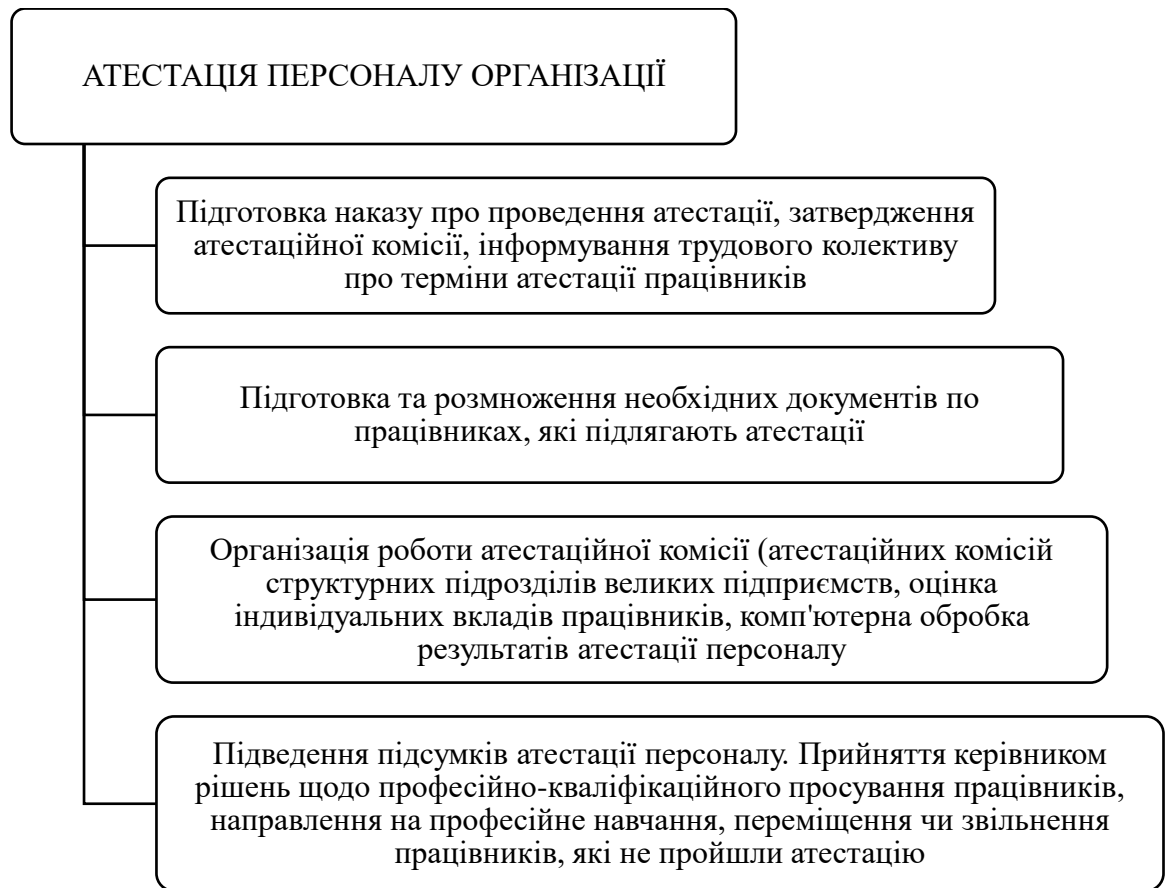 АТЕСТАЦІЯ ПЕРСОНАЛУ ОРГАНІЗАЦІЇ
Підготовка наказу про проведення атестації, затвердження
атестаційної комісії, інформування трудового колективу
про терміни атестації працівників
Підготовка та розмноження необхідних документів по
працівниках, які підлягають атестації
Організація роботи атестаційної комісії (атестаційних комісій
структурних підрозділів великих підприємств, оцінка
індивідуальних вкладів працівників, комп'ютерна обробка
результатів атестації персоналу
Підведення підсумків атестації персоналу. Прийняття керівником
рішень щодо професійно-кваліфікаційного просування працівників,
направлення на професійне навчання, переміщення чи звільнення
працівників, які не пройшли атестацію